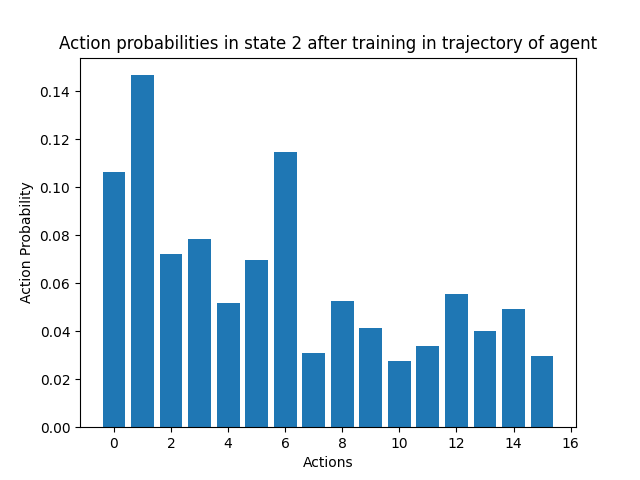 Action probabilities in state 2 after training in trajectory of agent
0.14
0.12
0.10
0.08
0.06
0.04
0.02
0.00
Action Probability
0 2 4 6 8 10 12 14 16
Actions